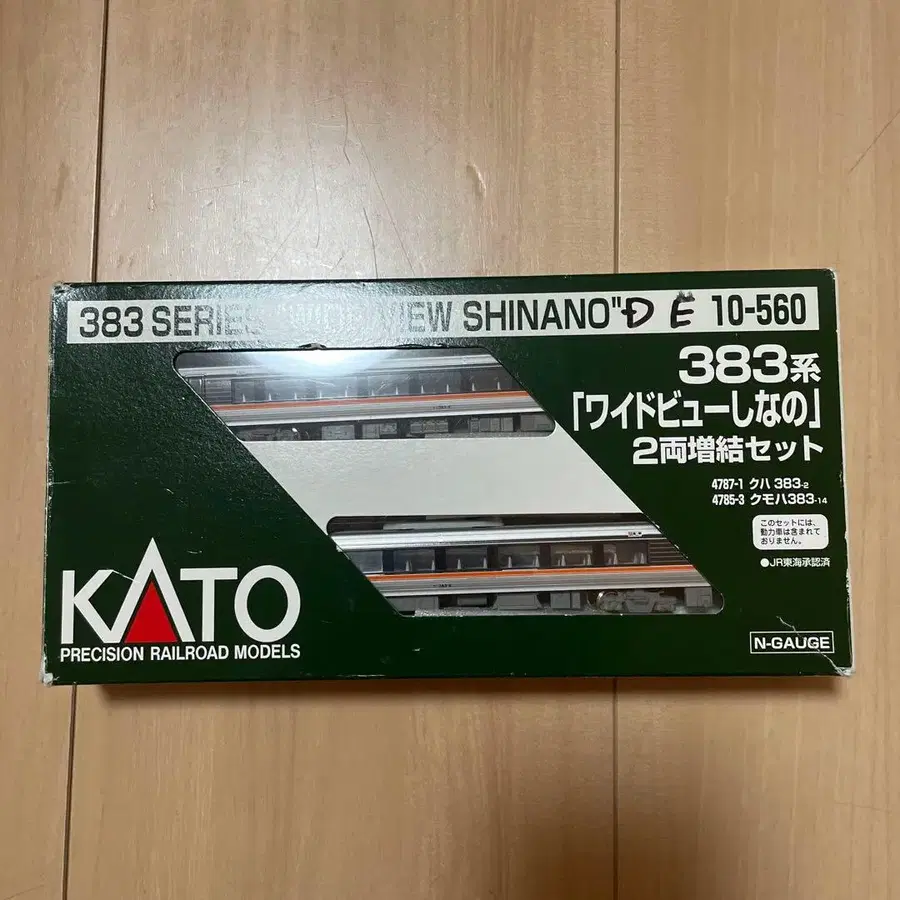 383 SERIES "WIDE VIEW SHINANO" D E 10-560
383系
「ワイドビューしなの」
2両増結セット
4787-1 クハ 383-2
4785-3 クモハ383-14
このセットには、
動力車は含まれて
おりません。
●JR東海承認済
KATO
PRECISION RAILROAD MODELS
N-GAUGE